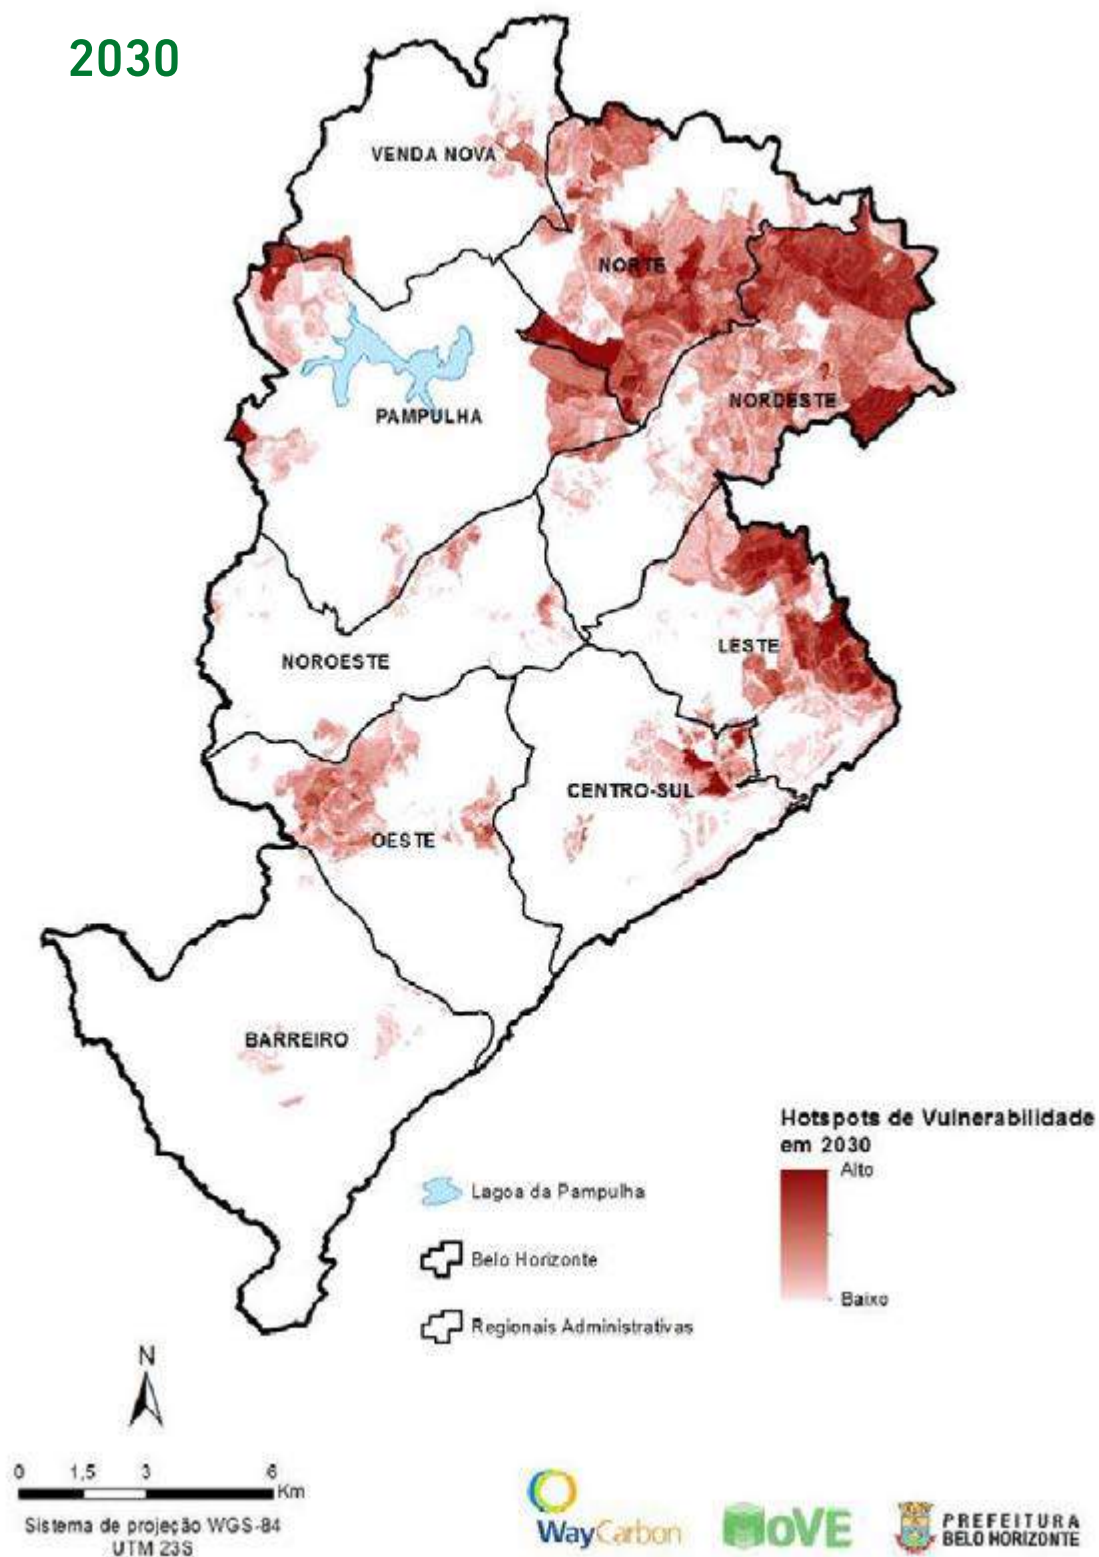 2030
VENDA NOVA
NORTE
PAMPULHA
NORDESTE
NOROESTE
LESTE
CENTRO-SUL
OESTE
BARREIRO
Hotspots de Vulnerabilidade
em 2030
Alto
Baixo
Lagoa da Pampulha
Belo Horizonte
Regionais Administrativas
N
0 1,5 3 6
Km
Sistema de projeção WGS-84
UTM 23S
WayCarbon
MoVE
PREFEITURA
BELO HORIZONTE